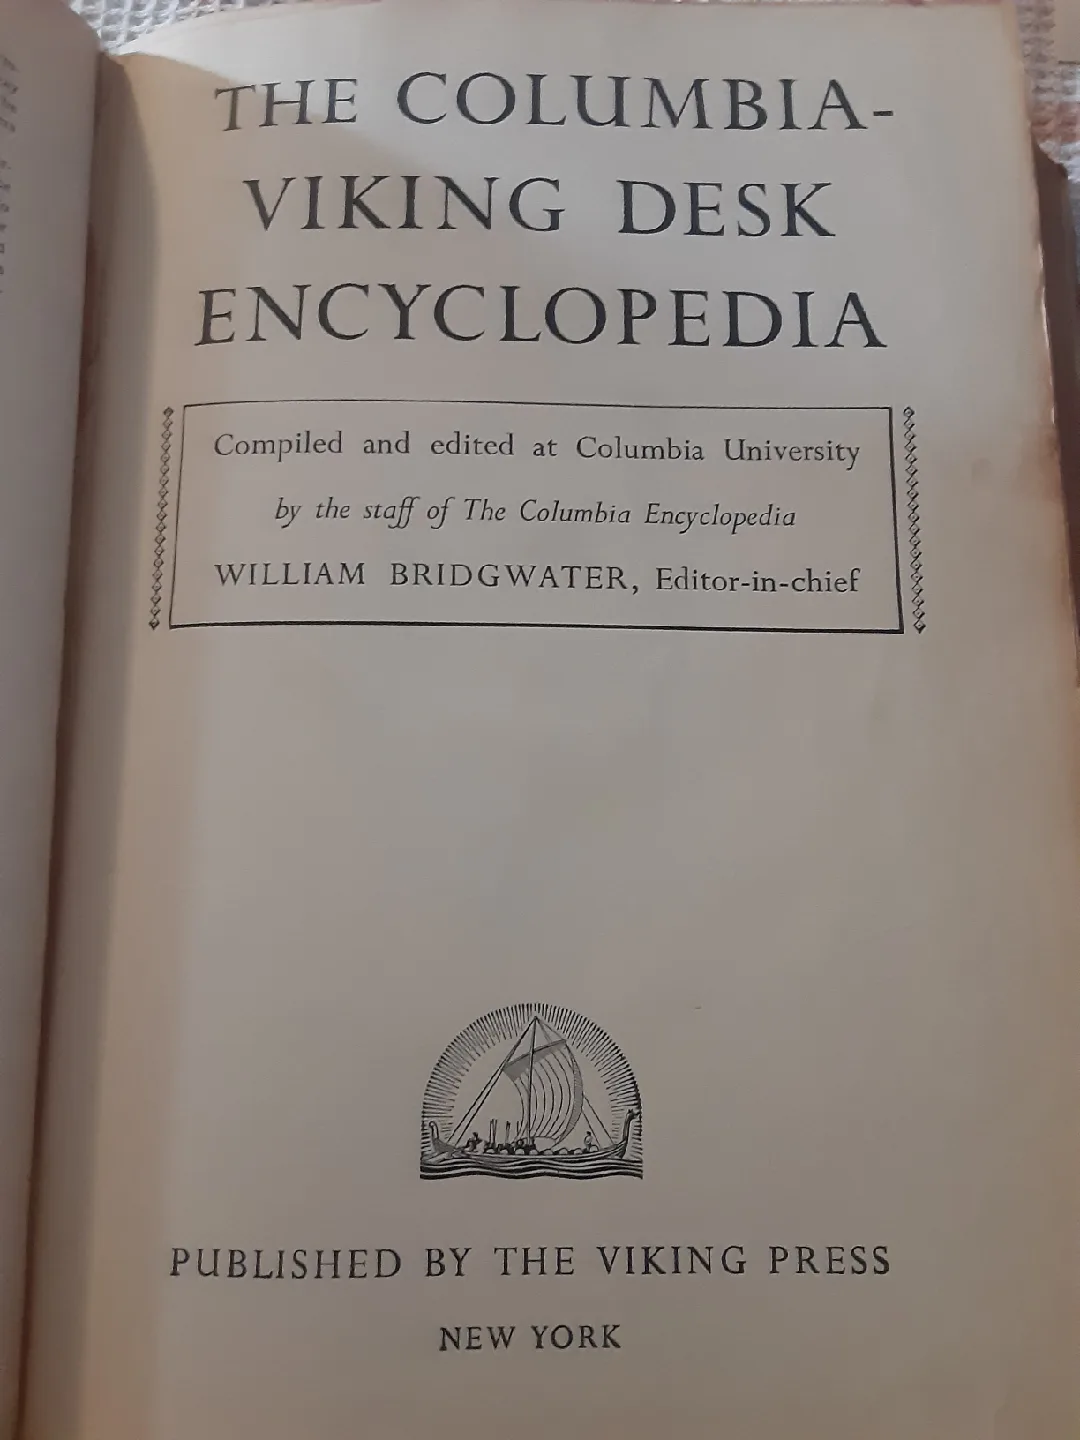 THE COLUMBIA-
VIKING DESK
ENCYCLOPEDIA
Compiled and edited at Columbia University
by the staff of The Columbia Encyclopedia
WILLIAM BRIDGWATER, Editor-in-chief
PUBLISHED BY THE VIKING PRESS
NEW YORK